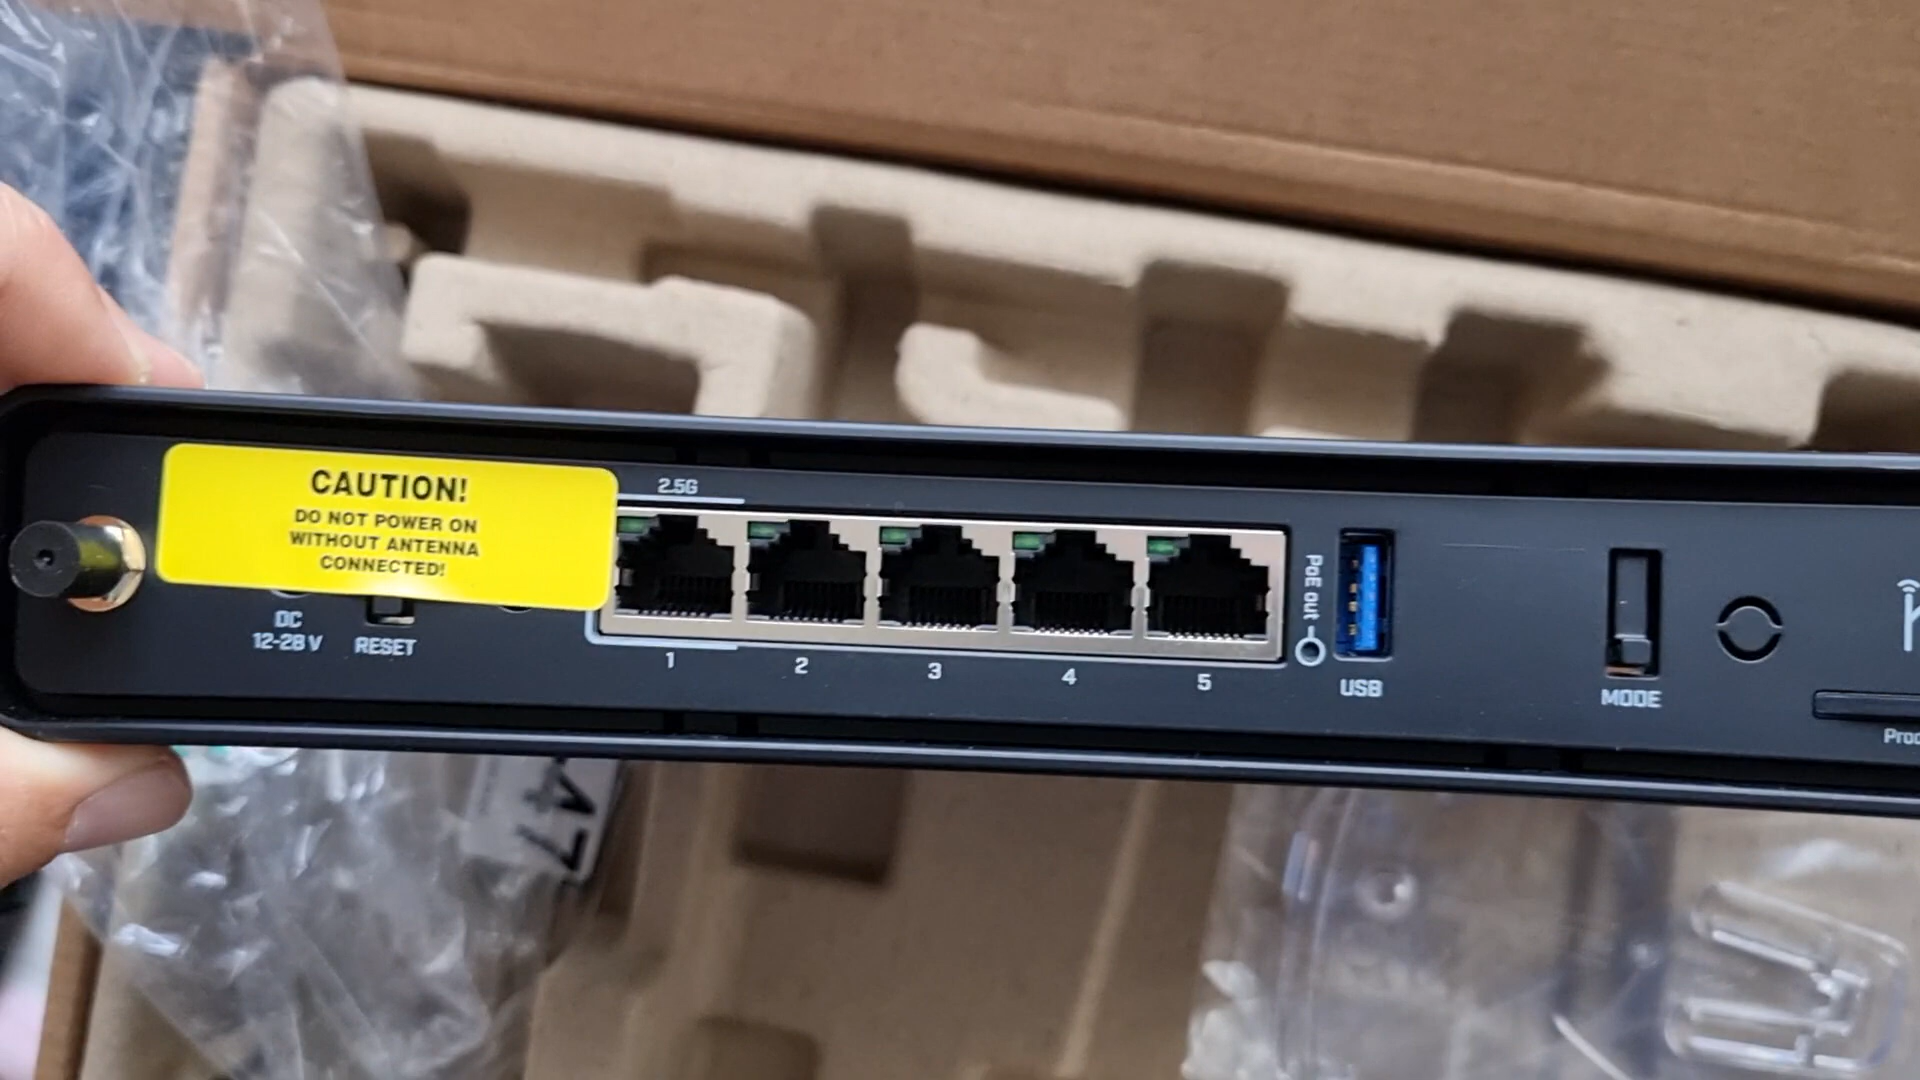 CAUTION!
DO NOT POWER ON
WITHOUT ANTENNA
CONNECTED!
2.5G
DC
12-28 V
RESET
1
2
3
4
5
PoE out
USB
MODE
47